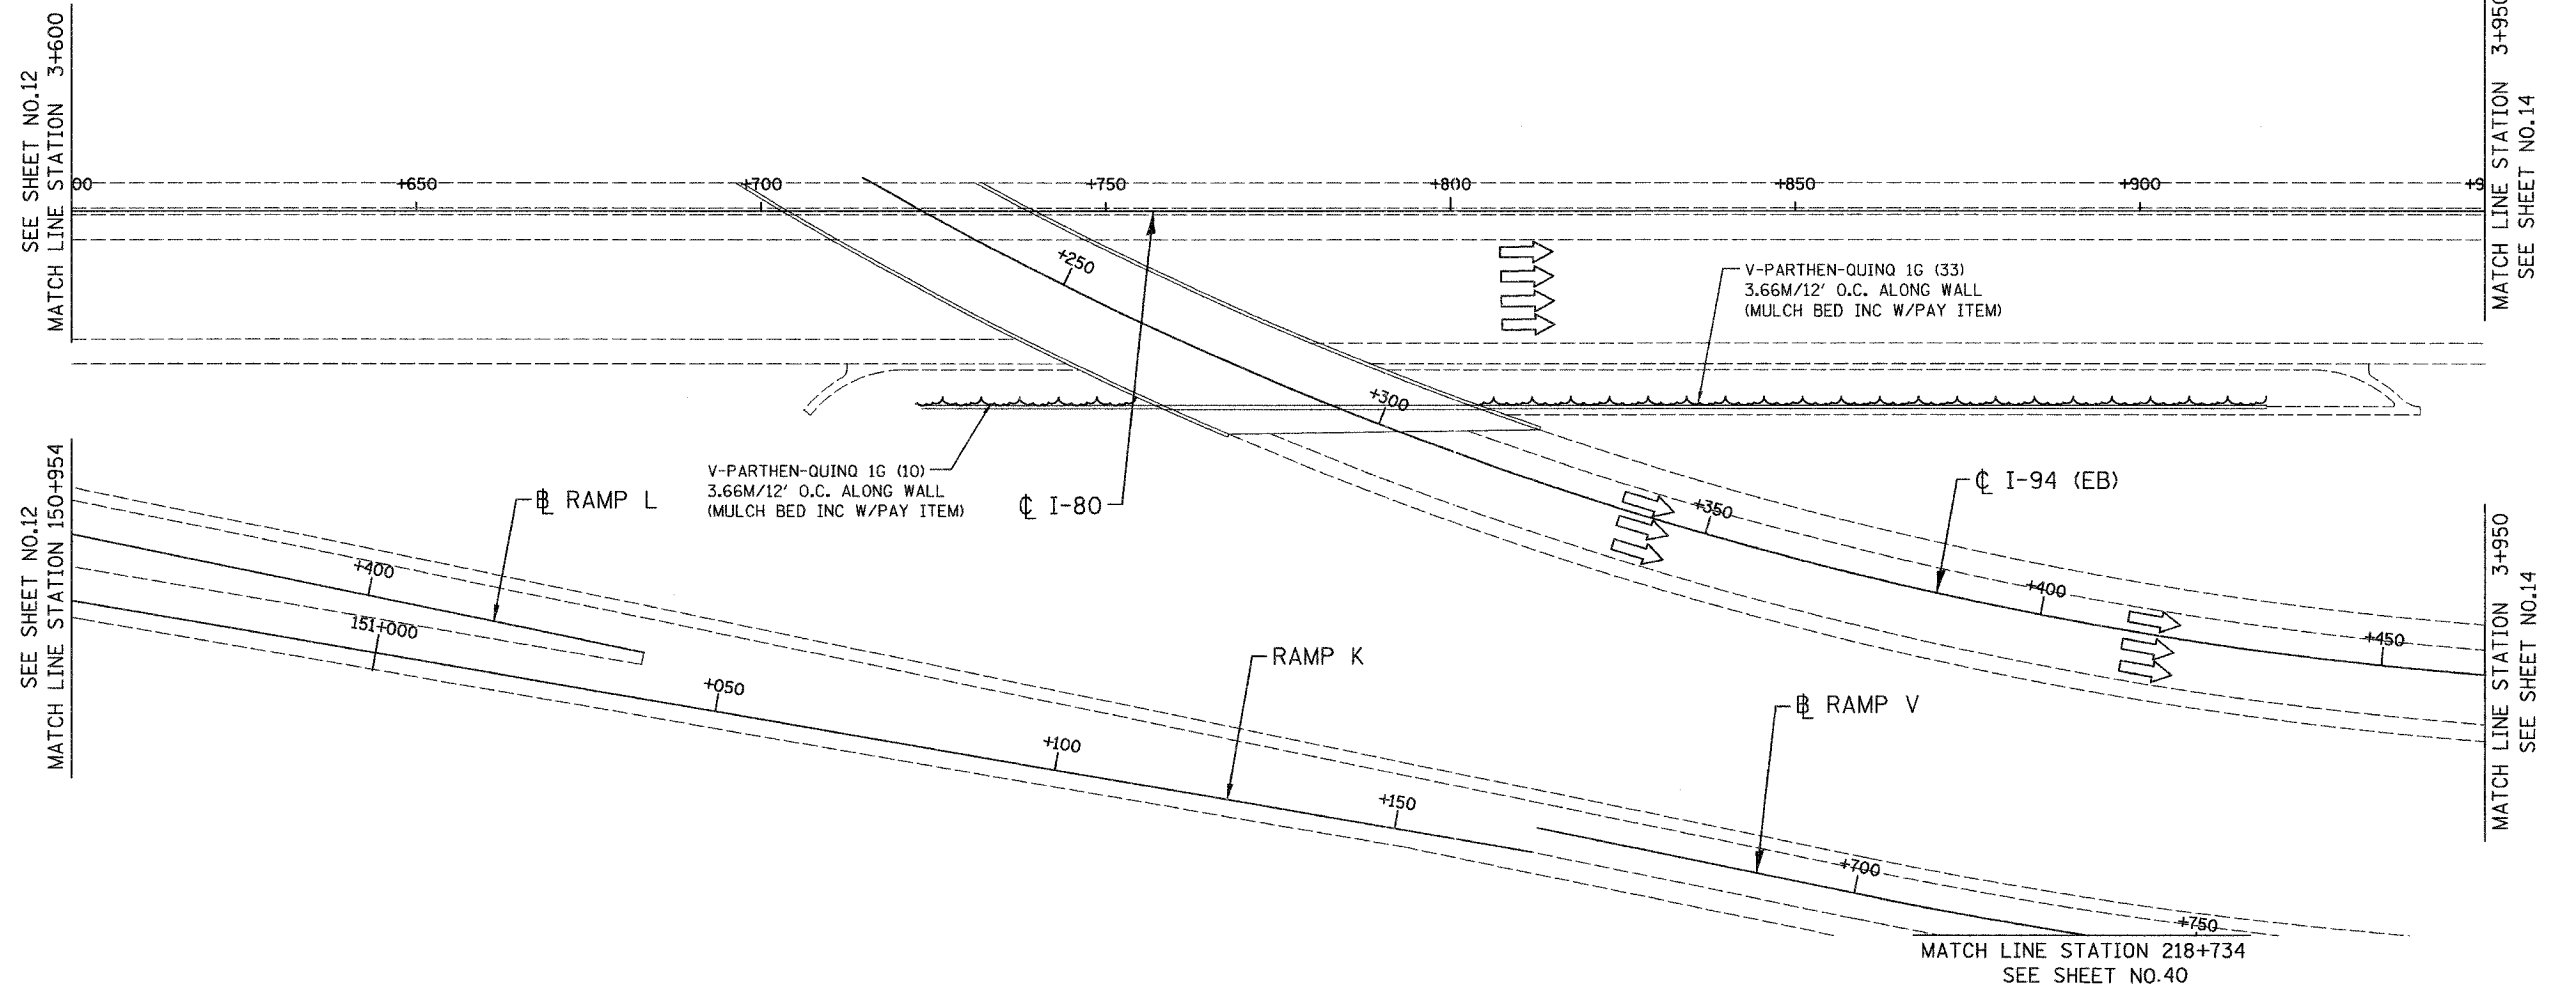 SEE SHEET NO.12
MATCH LINE STATION 3+600
MATCH LINE STATION 3+950
SEE SHEET NO.14
00
+650
+700
+750
+800
+850
+900
+9
+250
V-PARTHEN-QUINQ 1G (33)
3.66M/12' O.C. ALONG WALL
(MULCH BED INC W/PAY ITEM)
+300
V-PARTHEN-QUINQ 1G (10)
3.66M/12' O.C. ALONG WALL
(MULCH BED INC W/PAY ITEM)
℄ I-80
℄ I-94 (EB)
SEE SHEET NO.12
MATCH LINE STATION 150+954
BL RAMP L
+350
+400
+400
+450
151+000
+050
RAMP K
BL RAMP V
+100
+150
+700
+750
MATCH LINE STATION 3+950
SEE SHEET NO.14
MATCH LINE STATION 218+734
SEE SHEET NO.40